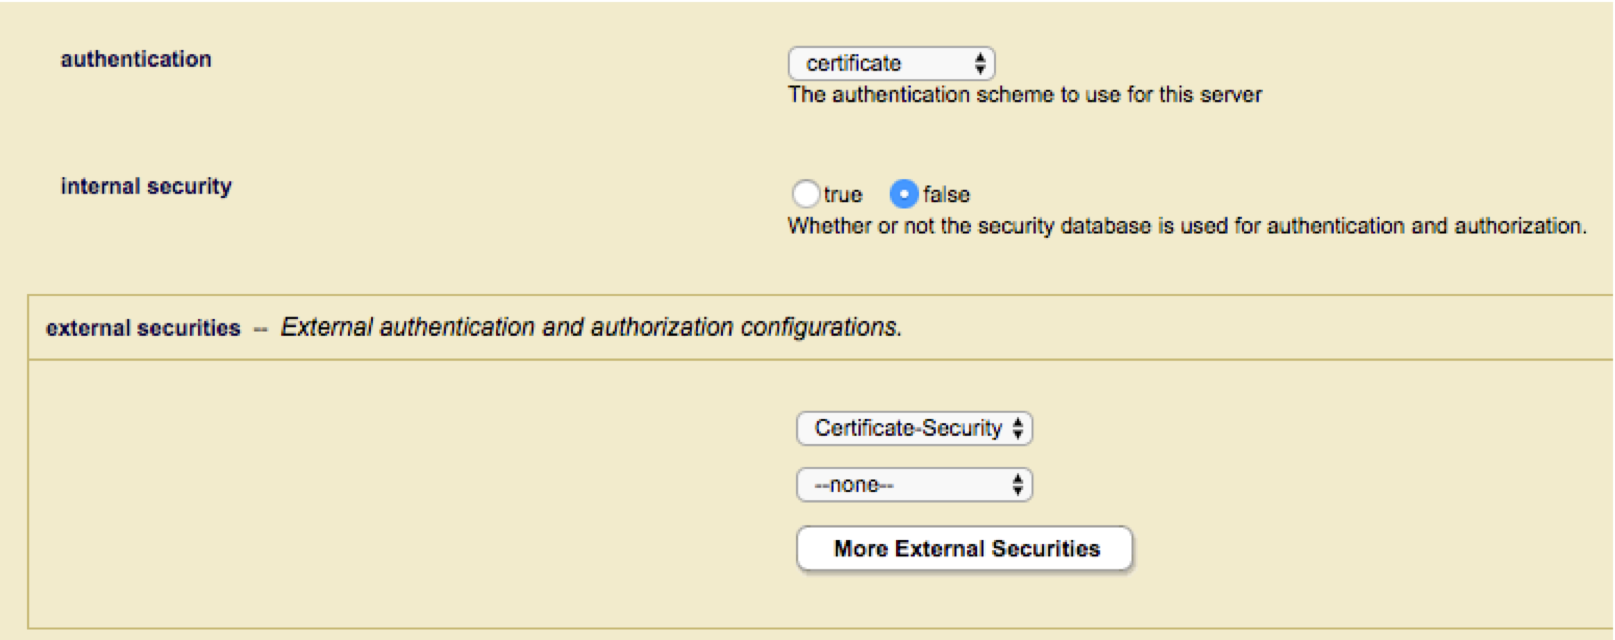 authentication
certificate
The authentication scheme to use for this server
internal security
true false
Whether or not the security database is used for authentication and authorization.
external securities -- External authentication and authorization configurations.
Certificate-Security
--none--
More External Securities